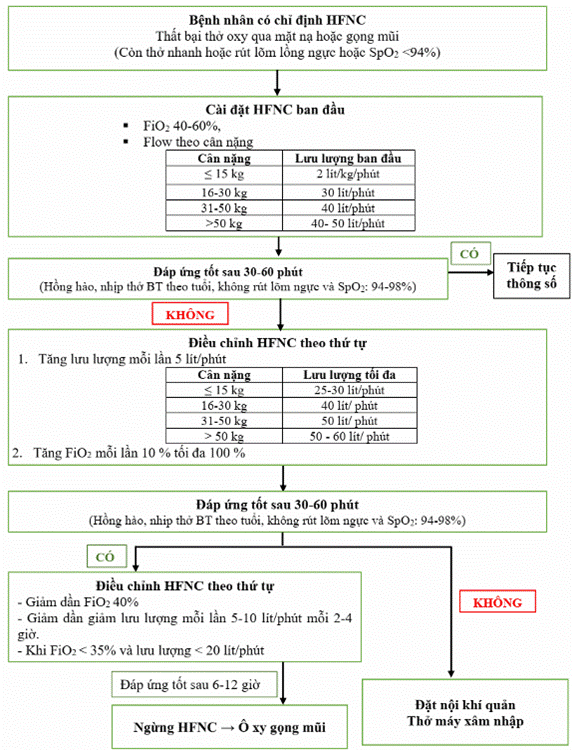 Bệnh nhân có chỉ định HFNC
Thất bại thở oxy qua mặt nạ hoặc gọng mũi
(Còn thở nhanh hoặc rút lõm lồng ngực hoặc SpO₂ <94%)
Cài đặt HFNC ban đầu
▪ FiO₂ 40-60%,
▪ Flow theo cân nặng
Cân nặng Lưu lượng ban đầu
≤ 15 kg 2 lít/kg/phút
16-30 kg 30 lít/phút
31-50 kg 40 lít/phút
>50 kg 40- 50 lít/phút
Đáp ứng tốt sau 30-60 phút
(Hồng hào, nhịp thở BT theo tuổi, không rút lõm ngực và SpO₂: 94-98%)
CÓ
Tiếp tục
thông số
KHÔNG
Điều chỉnh HFNC theo thứ tự
1. Tăng lưu lượng mỗi lần 5 lít/phút
Cân nặng Lưu lượng tối đa
≤ 15 kg 25-30 lít/phút
16-30 kg 40 lít/ phút
31-50 kg 50 lít/ phút
> 50 kg 50 - 60 lít/ phút
2. Tăng FiO₂ mỗi lần 10 % tối đa 100 %
Đáp ứng tốt sau 30-60 phút
(Hồng hào, nhịp thở BT theo tuổi, không rút lõm ngực và SpO₂: 94-98%)
CÓ
Điều chỉnh HFNC theo thứ tự
- Giảm dần FiO₂ 40%
- Giảm dần giảm lưu lượng mỗi lần 5-10 lít/phút mỗi 2-4
giờ.
- Khi FiO₂ < 35% và lưu lượng < 20 lít/phút
KHÔNG
Đáp ứng tốt sau 6-12 giờ
Ngừng HFNC → Ô xy gọng mũi
Đặt nội khí quản
Thở máy xâm nhập